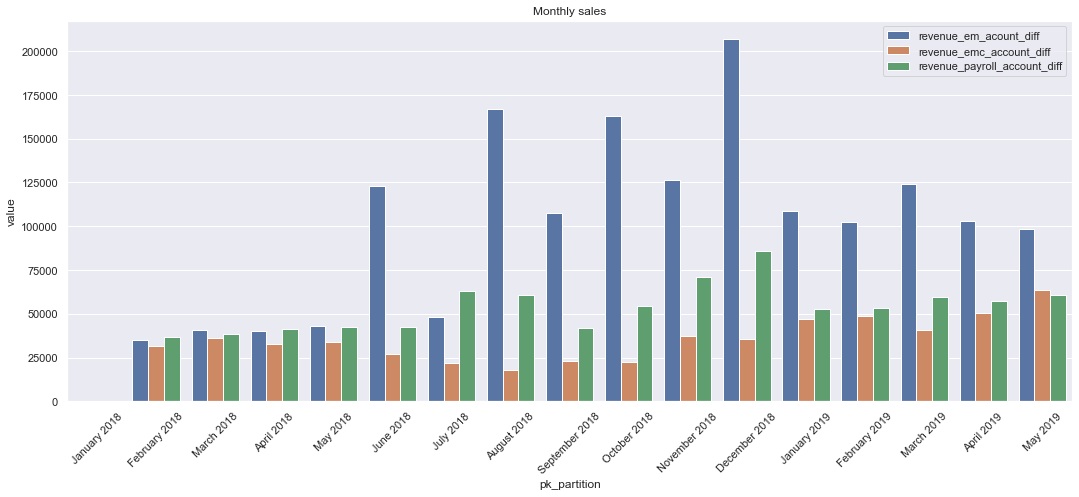 Monthly sales
revenue_em_acount_diff
revenue_emc_account_diff
revenue_payroll_account_diff
value
200000
175000
150000
125000
100000
75000
50000
25000
0
January 2018
February 2018
March 2018
April 2018
May 2018
June 2018
July 2018
August 2018
September 2018
October 2018
November 2018
December 2018
January 2019
February 2019
March 2019
April 2019
May 2019
pk_partition